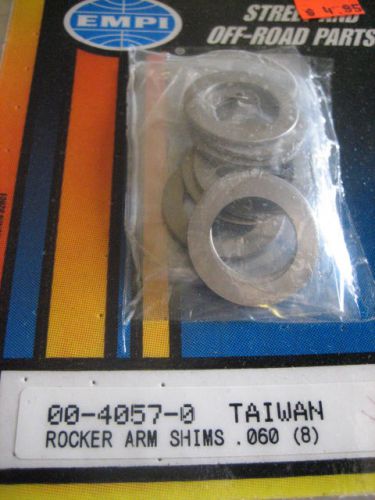 EMPI
STREET AND
OFF-ROAD PARTS
$ 4.95
00-4057-0 TAIWAN
ROCKER ARM SHIMS .060 (8)